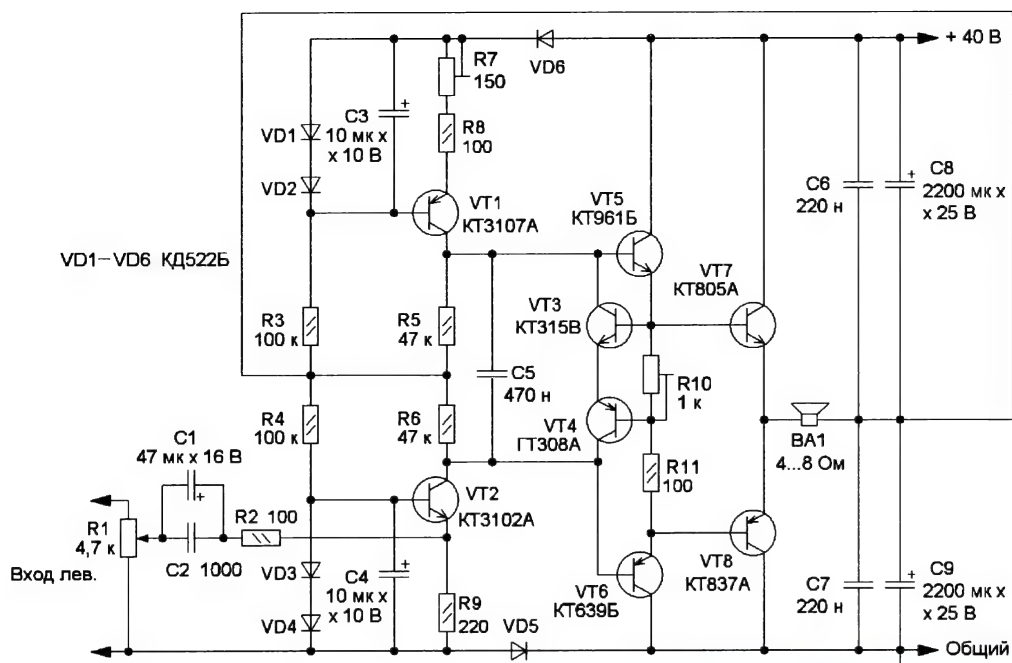 + 40 В
VD6
R7
150
C3
10 мк х
х 10 В
R8
100
VD1
VD2
VT1
КТ3107А
VT5
КТ961Б
C6
220 н
C8
2200 мк х
х 25 В
VD1–VD6 КД522Б
VT3
КТ315В
VT7
КТ805А
R3
100 к
R5
47 к
C5
470 н
R10
1 к
R4
100 к
R6
47 к
VT4
ГТ308А
BA1
4...8 Ом
C1
47 мк х 16 В
R11
100
VT2
КТ3102А
R1
4,7 к
R2 100
C2 1000
Вход лев.
VD3
C4
10 мк х
х 10 В
VD4
R9
220
VD5
VT6
КТ639Б
VT8
КТ837А
C7
220 н
C9
2200 мк х
х 25 В
Общий